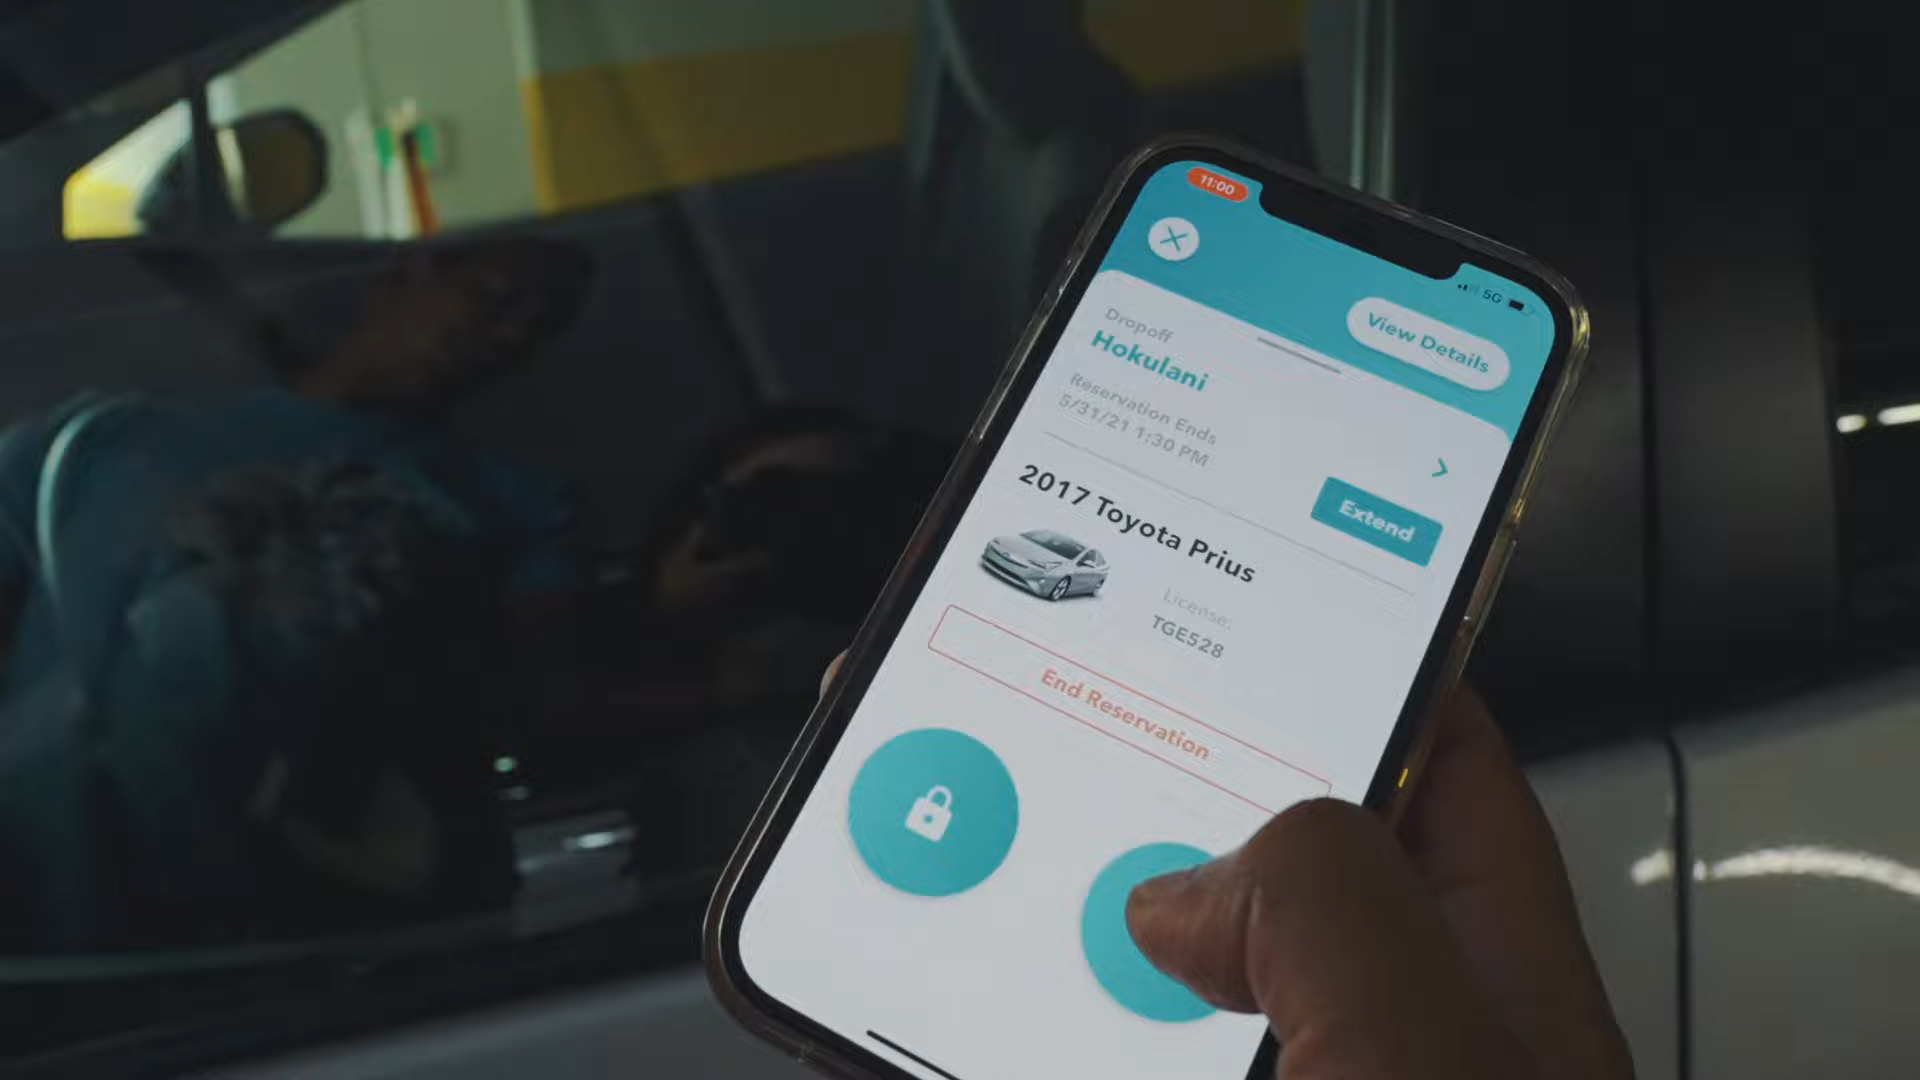 11:00
5G
View Details
Dropoff
Hokulani
Reservation Ends
5/31/21 1:30 PM
Extend
2017 Toyota Prius
License:
TGE528
End Reservation